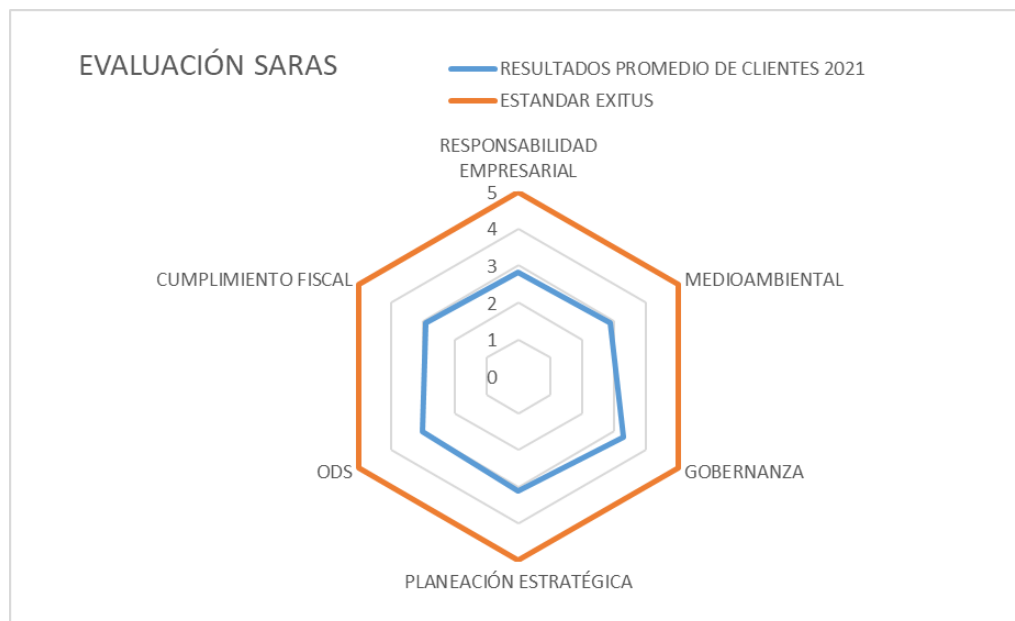 EVALUACIÓN SARAS
RESULTADOS PROMEDIO DE CLIENTES 2021
ESTANDAR EXITUS
RESPONSABILIDAD
EMPRESARIAL
5
4
3
2
1
0
CUMPLIMIENTO FISCAL
MEDIOAMBIENTAL
ODS
GOBERNANZA
PLANEACIÓN ESTRATÉGICA